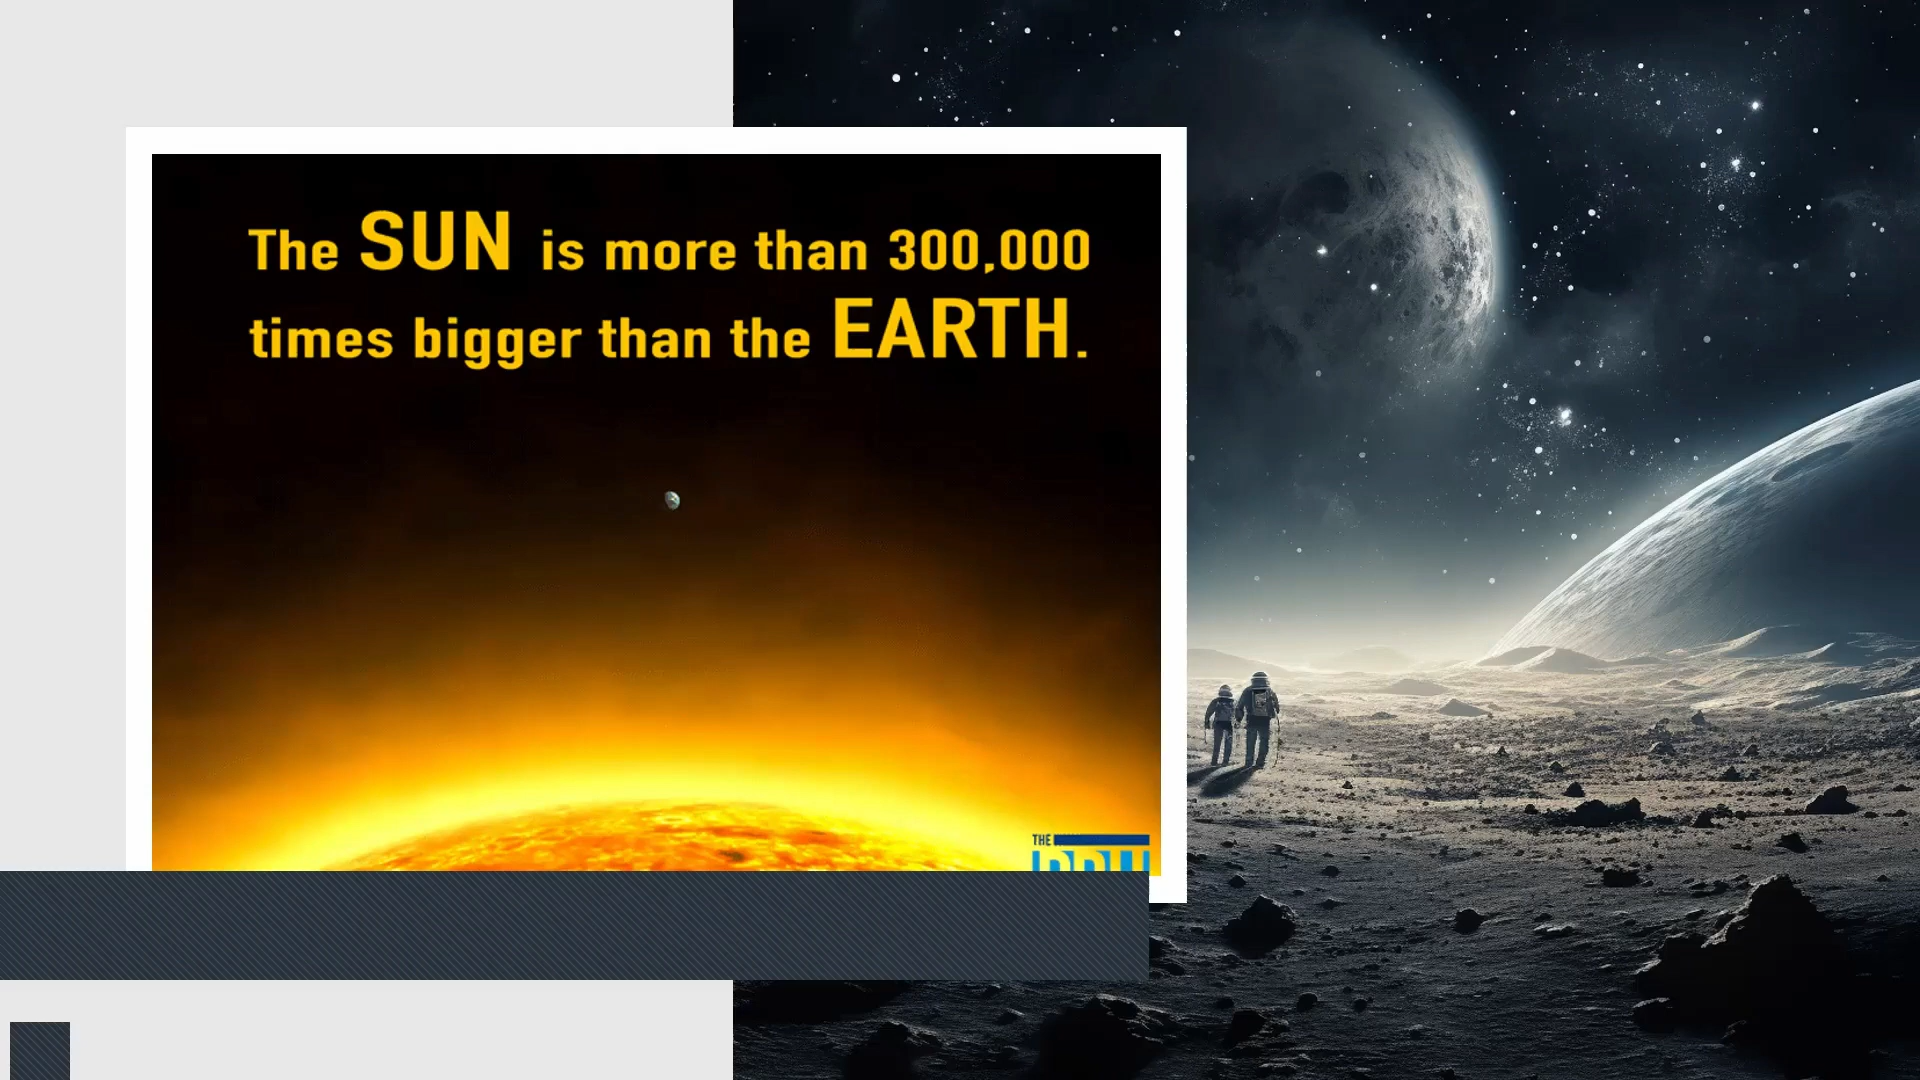 The SUN is more than 300,000
times bigger than the EARTH.
THE